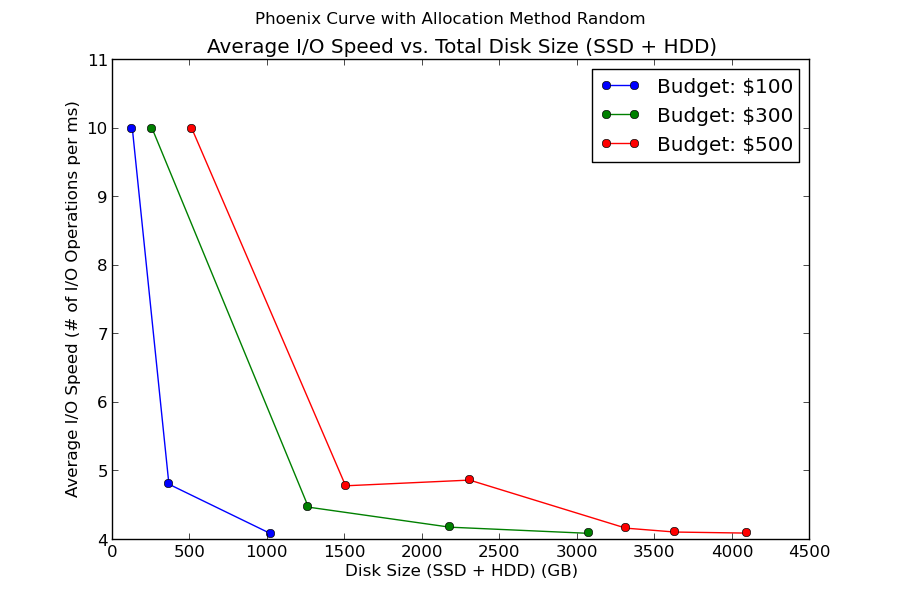 Phoenix Curve with Allocation Method Random
Average I/O Speed vs. Total Disk Size (SSD + HDD)
Average I/O Speed (# of I/O Operations per ms)
11
10
9
8
7
6
5
4
Budget: $100
Budget: $300
Budget: $500
0 500 1000 1500 2000 2500 3000 3500 4000 4500
Disk Size (SSD + HDD) (GB)